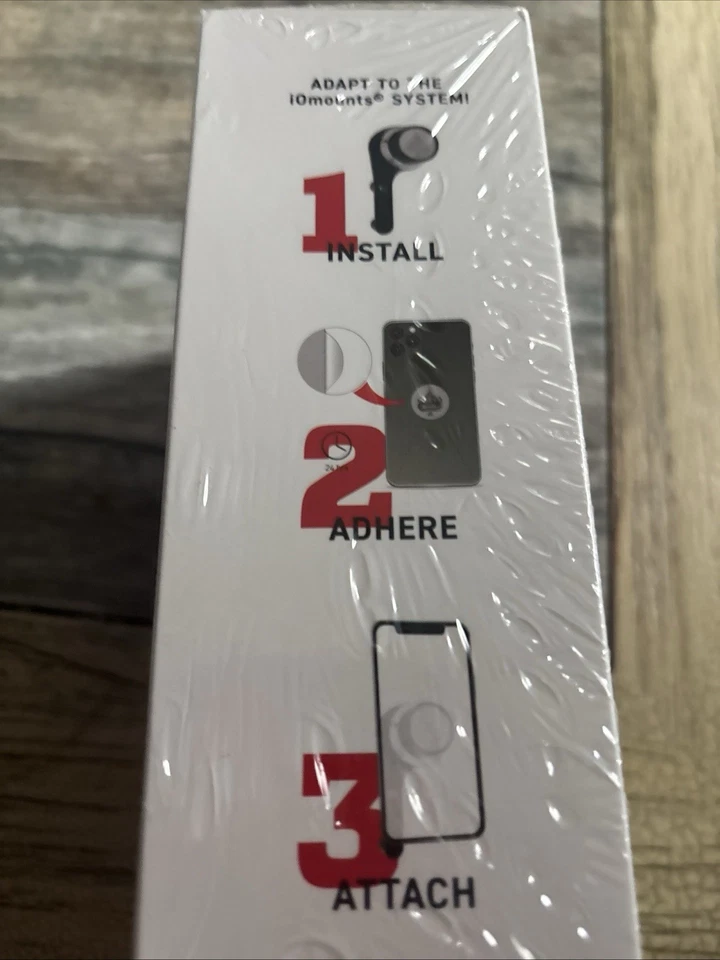 ADAPT TO THE
iOmounts® SYSTEM!
1
INSTALL
2
ADHERE
3
ATTACH